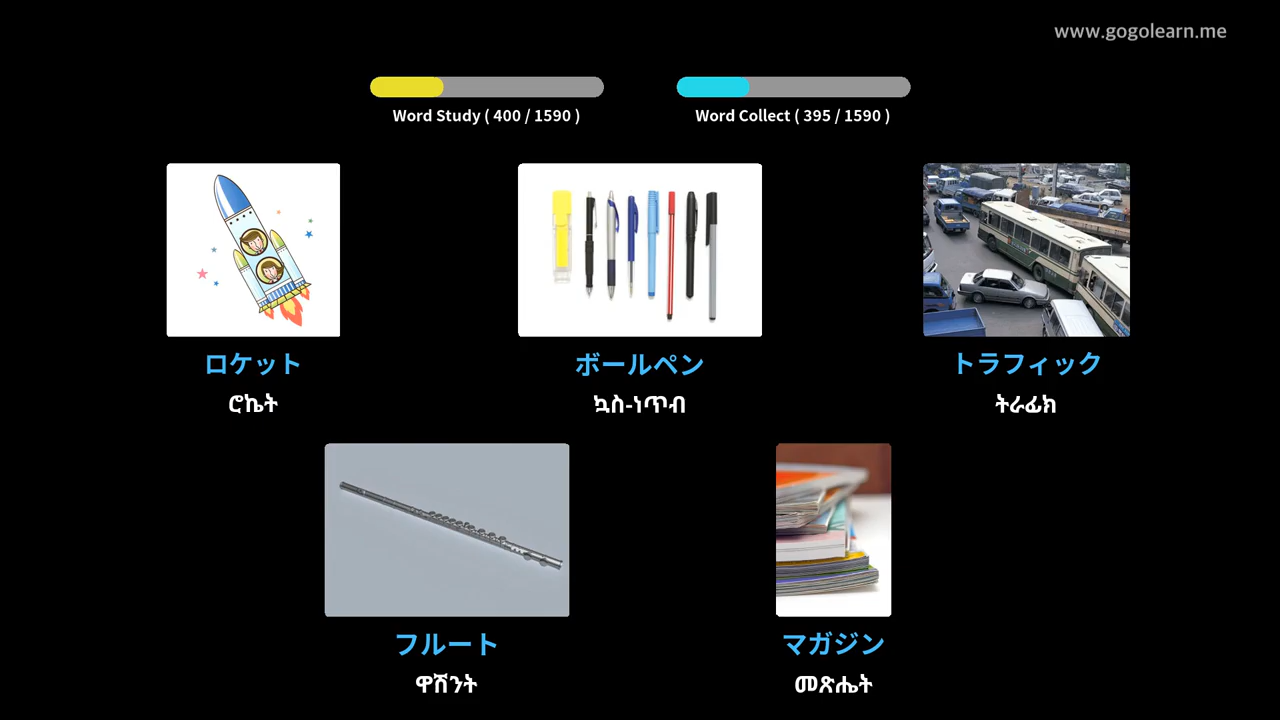 www.gogolearn.me
Word Study ( 400 / 1590 )
Word Collect ( 395 / 1590 )
ロケット
ሮኬት
ボールペン
ኳስ-ነጥብ
トラフィック
ትራፊክ
フルート
ዋሽንት
マガジン
መጽሔት